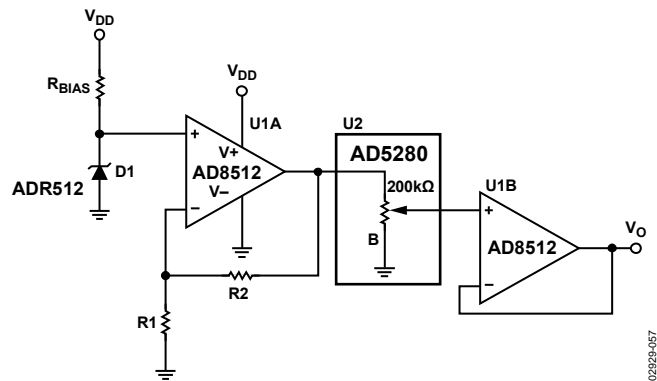 VDD
RBIAS
ADR512
D1
VDD
U1A
+
V+
AD8512
V–
–
R2
R1
U2
AD5280
200kΩ
B
U1B
+
AD8512
–
VO
02929-057